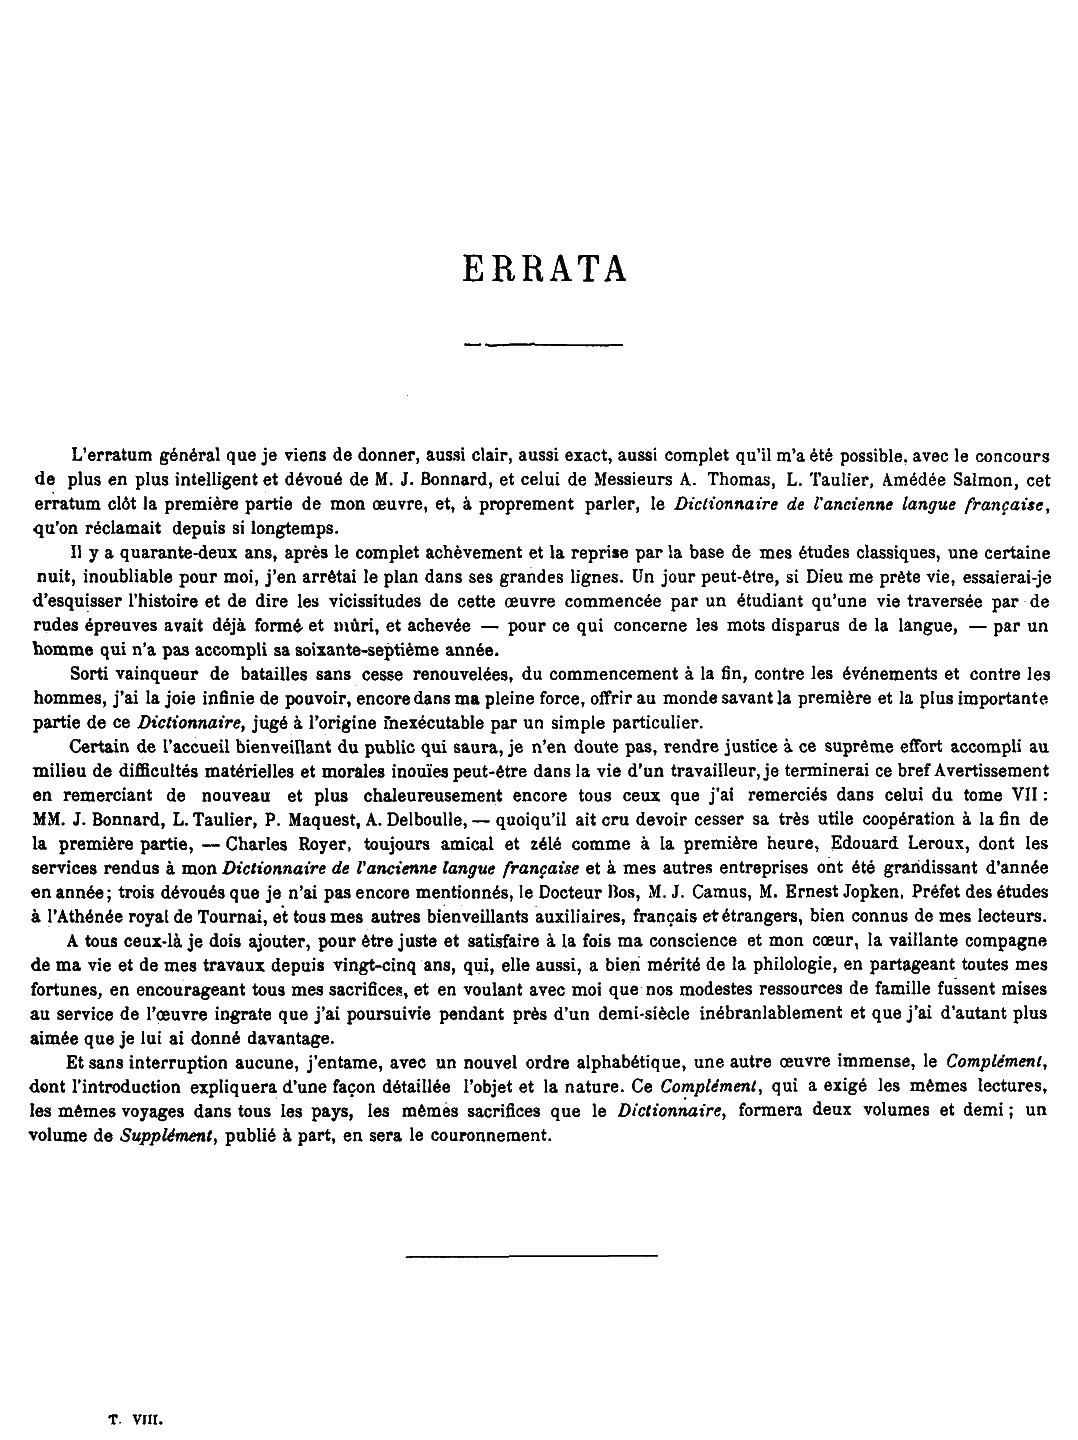 ERRATA
L'erratum général que je viens de donner, aussi clair, aussi exact, aussi complet qu'il m'a été possible, avec le concours
de plus en plus intelligent et dévoué de M. J. Bonnard, et celui de Messieurs A. Thomas, L. Taulier, Amédée Salmon, cet
erratum clôt la première partie de mon œuvre, et, à proprement parler, le Dictionnaire de l'ancienne langue française,
qu'on réclamait depuis si longtemps.
Il y a quarante-deux ans, après le complet achèvement et la reprise par la base de mes études classiques, une certaine
nuit, inoubliable pour moi, j'en arrêtai le plan dans ses grandes lignes. Un jour peut-être, si Dieu me prête vie, essaierai-je
d'esquisser l'histoire et de dire les vicissitudes de cette œuvre commencée par un étudiant qu'une vie traversée par de
rudes épreuves avait déjà formé et mûri, et achevée — pour ce qui concerne les mots disparus de la langue, — par un
homme qui n'a pas accompli sa soixante-septième année.
Sorti vainqueur de batailles sans cesse renouvelées, du commencement à la fin, contre les événements et contre les
hommes, j'ai la joie infinie de pouvoir, encore dans ma pleine force, offrir au monde savant la première et la plus importante
partie de ce Dictionnaire, jugé à l'origine inexécutable par un simple particulier.
Certain de l'accueil bienveillant du public qui saura, je n'en doute pas, rendre justice à ce suprême effort accompli au
milieu de difficultés matérielles et morales inouïes peut-être dans la vie d'un travailleur, je terminerai ce bref Avertissement
en remerciant de nouveau et plus chaleureusement encore tous ceux que j'ai remerciés dans celui du tome VII :
MM. J. Bonnard, L. Taulier, P. Maquest, A. Delboulle, — quoiqu'il ait cru devoir cesser sa très utile coopération à la fin de
la première partie, — Charles Royer, toujours amical et zélé comme à la première heure, Edouard Leroux, dont les
services rendus à mon Dictionnaire de l'ancienne langue française et à mes autres entreprises ont été grandissant d'année
en année ; trois dévoués que je n'ai pas encore mentionnés, le Docteur Bos, M. J. Camus, M. Ernest Jopken, Préfet des études
à l'Athénée royal de Tournai, et tous mes autres bienveillants auxiliaires, français et étrangers, bien connus de mes lecteurs.
A tous ceux-là je dois ajouter, pour être juste et satisfaire à la fois ma conscience et mon cœur, la vaillante compagne
de ma vie et de mes travaux depuis vingt-cinq ans, qui, elle aussi, a bien mérité de la philologie, en partageant toutes mes
fortunes, en encourageant tous mes sacrifices, et en voulant avec moi que nos modestes ressources de famille fussent mises
au service de l'œuvre ingrate que j'ai poursuivie pendant près d'un demi-siècle inébranlablement et que j'ai d'autant plus
aimée que je lui ai donné davantage.
Et sans interruption aucune, j'entame, avec un nouvel ordre alphabétique, une autre œuvre immense, le Complément,
dont l'introduction expliquera d'une façon détaillée l'objet et la nature. Ce Complément, qui a exigé les mêmes lectures,
les mêmes voyages dans tous les pays, les mêmes sacrifices que le Dictionnaire, formera deux volumes et demi ; un
volume de Supplément, publié à part, en sera le couronnement.
T. VIII.